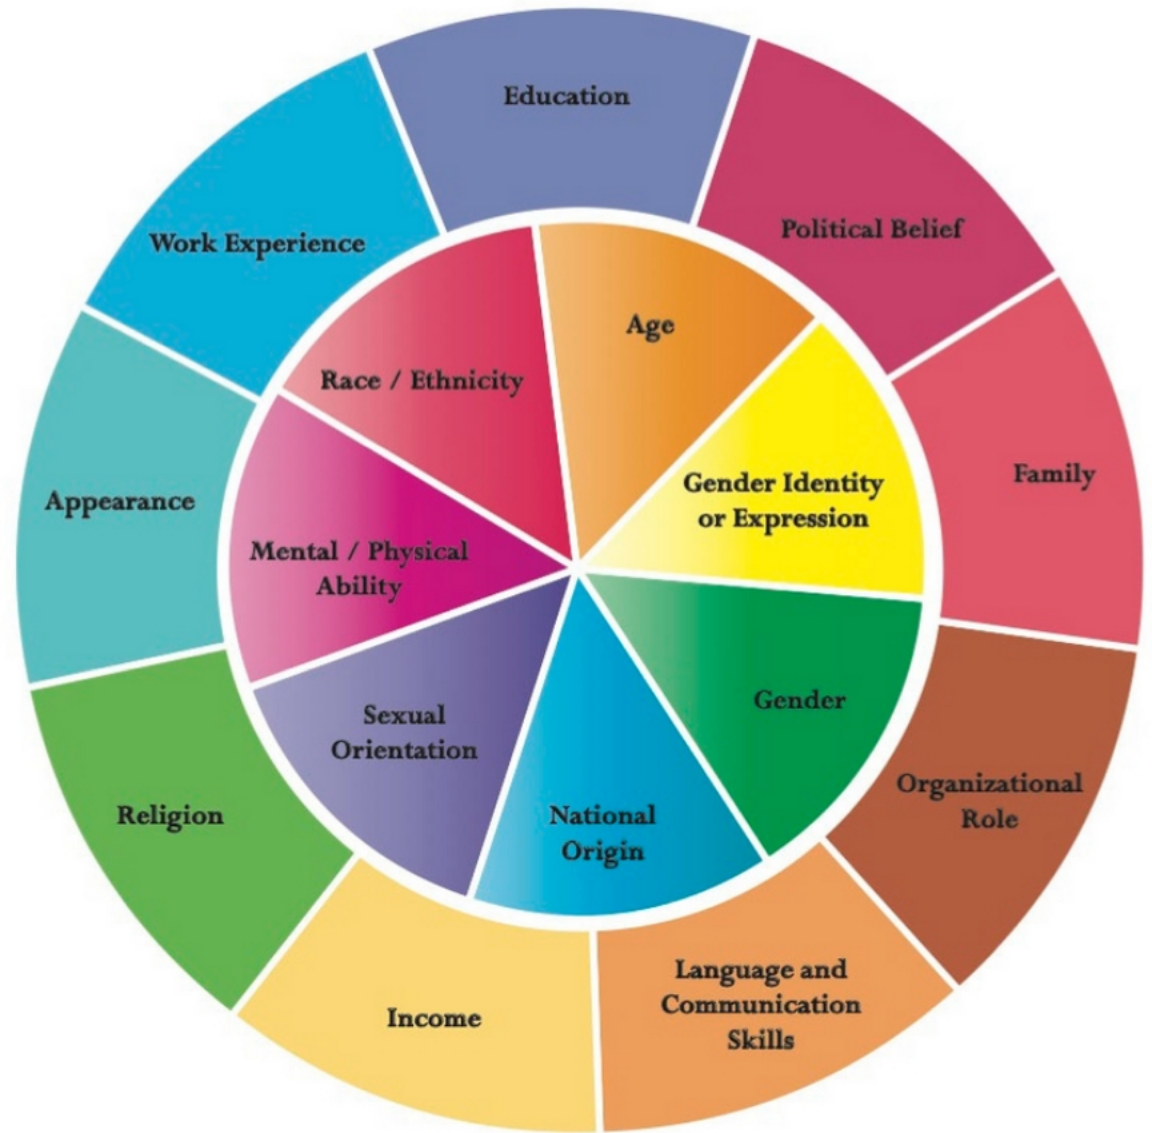 Education
Political Belief
Family
Organizational
Role
Language and
Communication
Skills
Income
Religion
Appearance
Work Experience
Age
Gender Identity
or Expression
Gender
National
Origin
Sexual
Orientation
Mental / Physical
Ability
Race / Ethnicity